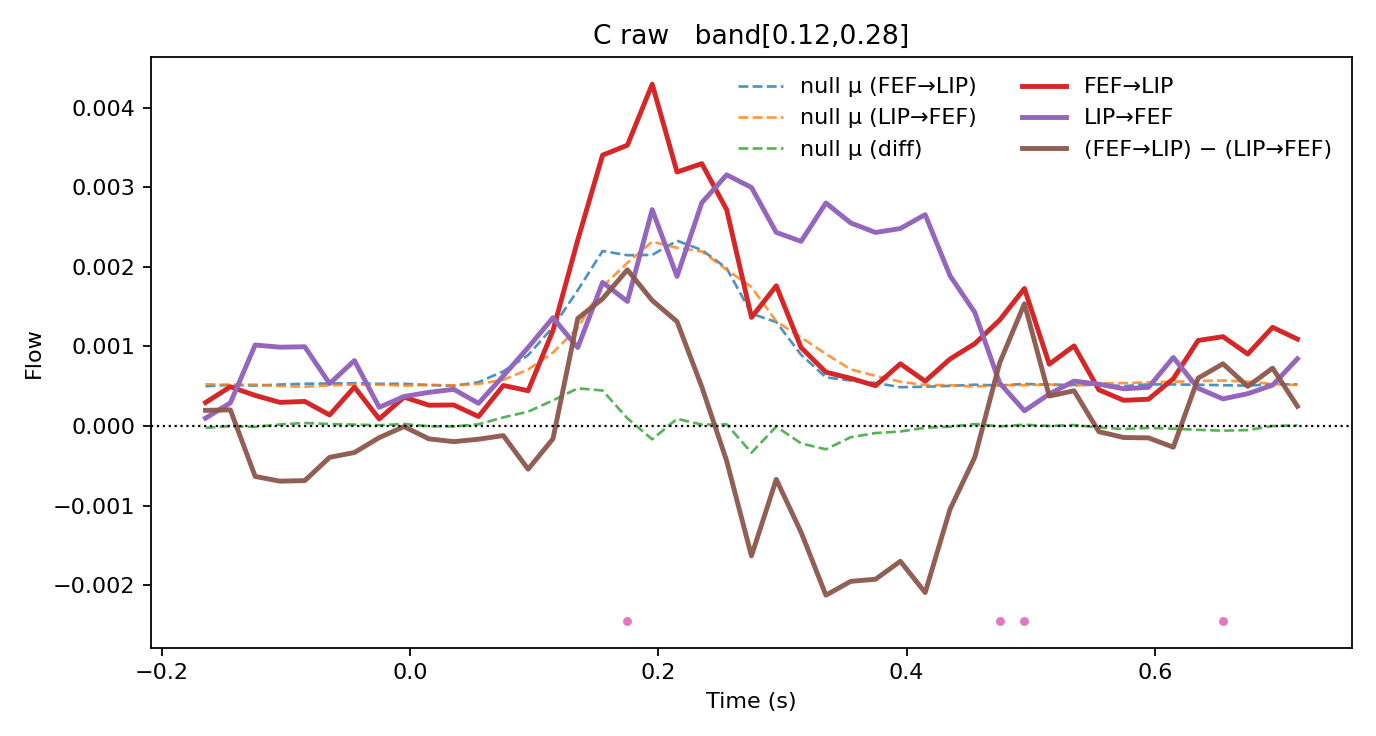 C raw   band[0.12,0.28]
null μ (FEF→LIP)
null μ (LIP→FEF)
null μ (diff)
FEF→LIP
LIP→FEF
(FEF→LIP) − (LIP→FEF)
0.004
0.003
0.002
0.001
0.000
−0.001
−0.002
Flow
−0.2
0.0
0.2
0.4
0.6
Time (s)